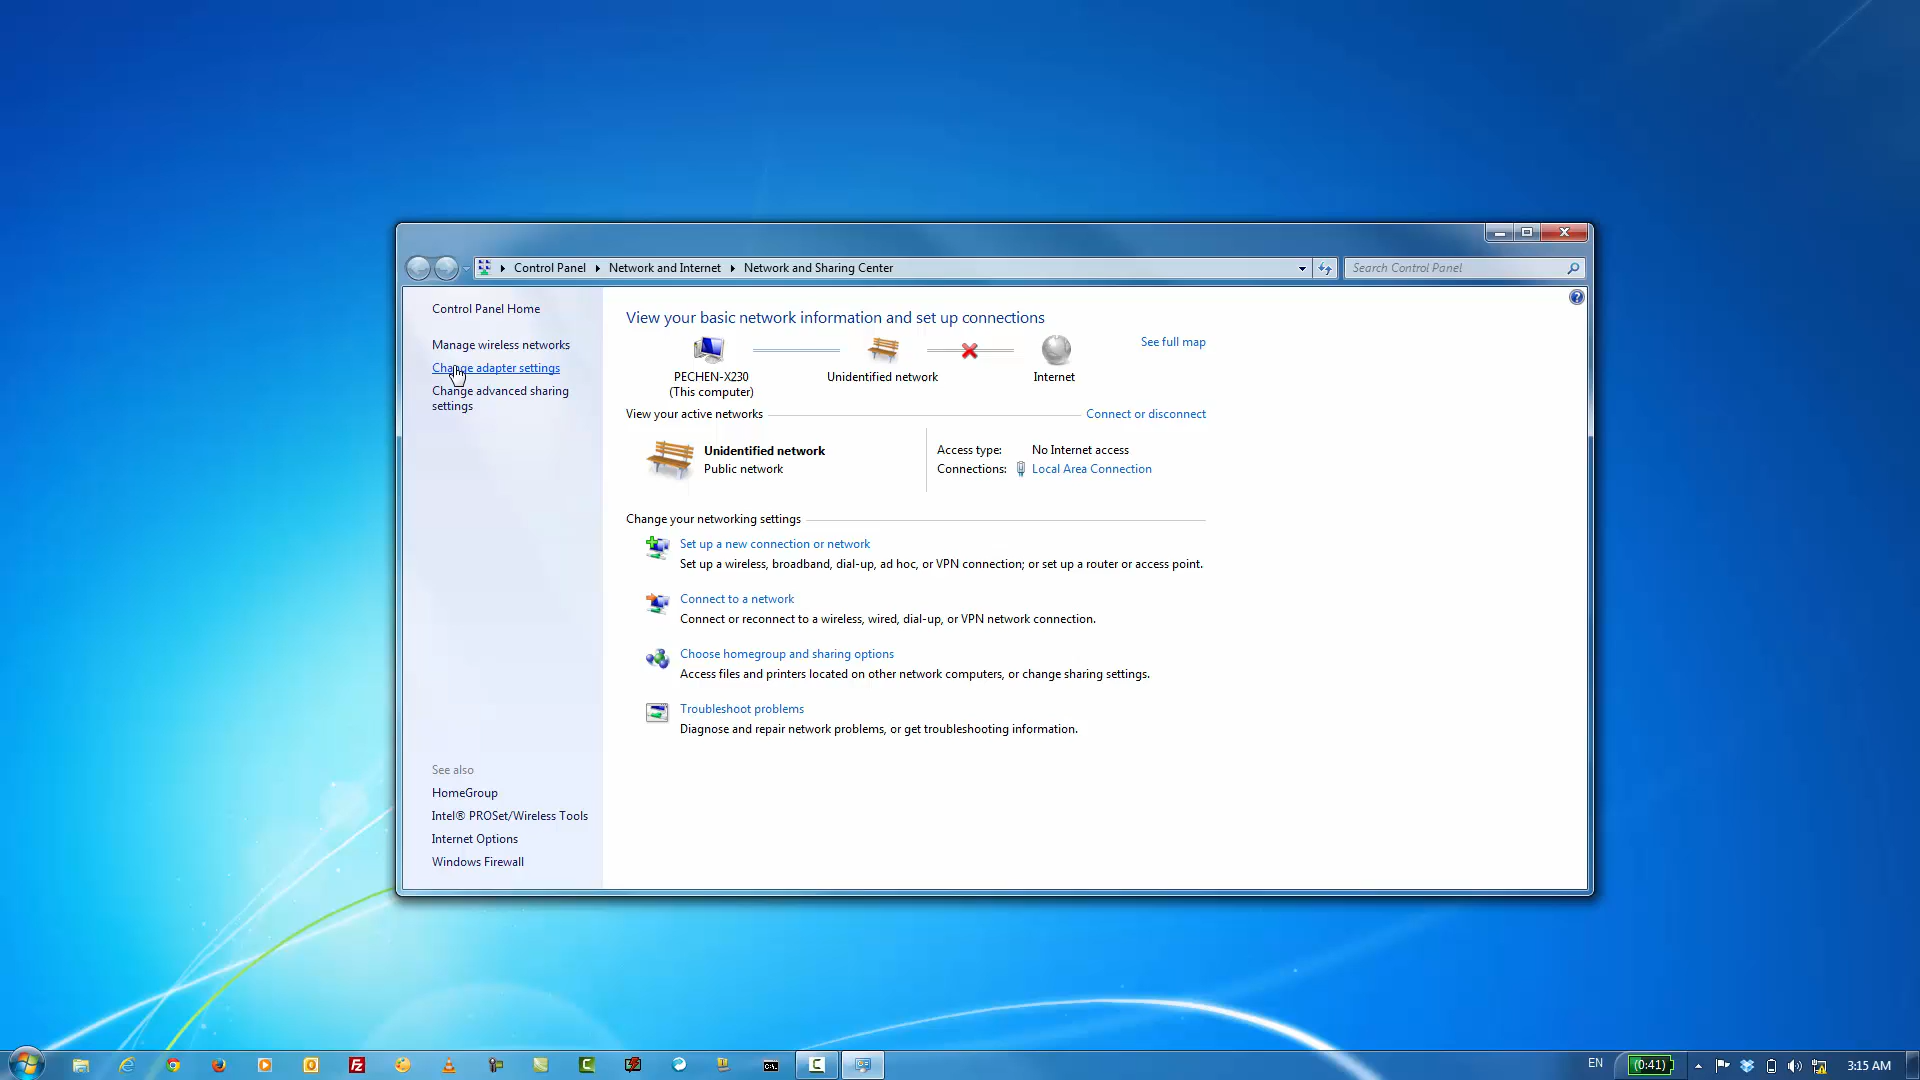 Control Panel
Network and Internet
Network and Sharing Center
Search Control Panel
Control Panel Home
Manage wireless networks
Change adapter settings
Change advanced sharing
settings
See also
HomeGroup
Intel® PROSet/Wireless Tools
Internet Options
Windows Firewall
View your basic network information and set up connections
See full map
PECHEN-X230
(This computer)
Unidentified network
Internet
View your active networks
Connect or disconnect
Unidentified network
Public network
Access type: No Internet access
Connections: Local Area Connection
Change your networking settings
Set up a new connection or network
Set up a wireless, broadband, dial-up, ad hoc, or VPN connection; or set up a router or access point.
Connect to a network
Connect or reconnect to a wireless, wired, dial-up, or VPN network connection.
Choose homegroup and sharing options
Access files and printers located on other network computers, or change sharing settings.
Troubleshoot problems
Diagnose and repair network problems, or get troubleshooting information.
EN
(0:41)
3:15 AM